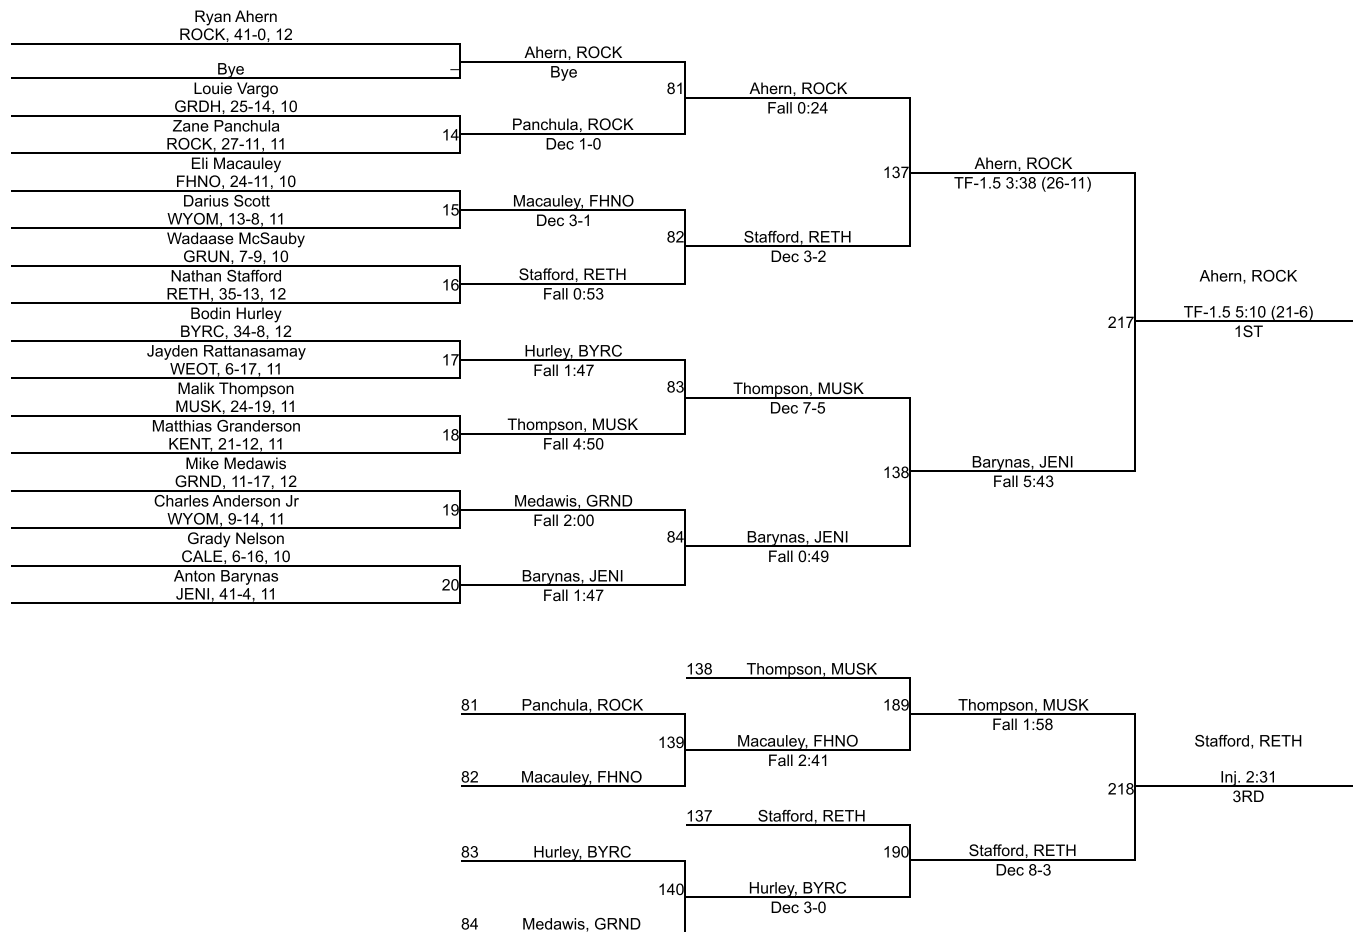 Ryan Ahern
ROCK, 41-0, 12
Bye
Louie Vargo
GRDH, 25-14, 10
Zane Panchula
ROCK, 27-11, 11
Eli Macauley
FHNO, 24-11, 10
Darius Scott
WYOM, 13-8, 11
Wadaase McSauby
GRUN, 7-9, 10
Nathan Stafford
RETH, 35-13, 12
Bodin Hurley
BYRC, 34-8, 12
Jayden Rattanasamay
WEOT, 6-17, 11
Malik Thompson
MUSK, 24-19, 11
Matthias Granderson
KENT, 21-12, 11
Mike Medawis
GRND, 11-17, 12
Charles Anderson Jr
WYOM, 9-14, 11
Grady Nelson
CALE, 6-16, 10
Anton Barynas
JENI, 41-4, 11
Ahern, ROCK
Bye
14
Panchula, ROCK
Dec 1-0
15
Macauley, FHNO
Dec 3-1
16
Stafford, RETH
Fall 0:53
17
Hurley, BYRC
Fall 1:47
18
Thompson, MUSK
Fall 4:50
19
Medawis, GRND
Fall 2:00
20
Barynas, JENI
Fall 1:47
81
Ahern, ROCK
Fall 0:24
82
Stafford, RETH
Dec 3-2
83
Thompson, MUSK
Dec 7-5
84
Barynas, JENI
Fall 0:49
137
Ahern, ROCK
TF-1.5 3:38 (26-11)
138
Barynas, JENI
Fall 5:43
217
Ahern, ROCK
TF-1.5 5:10 (21-6)
1ST
81 Panchula, ROCK
82 Macauley, FHNO
83 Hurley, BYRC
84 Medawis, GRND
138 Thompson, MUSK
139
Macauley, FHNO
Fall 2:41
137 Stafford, RETH
140
Hurley, BYRC
Dec 3-0
189
Thompson, MUSK
Fall 1:58
190
Stafford, RETH
Dec 8-3
218
Stafford, RETH
Inj. 2:31
3RD